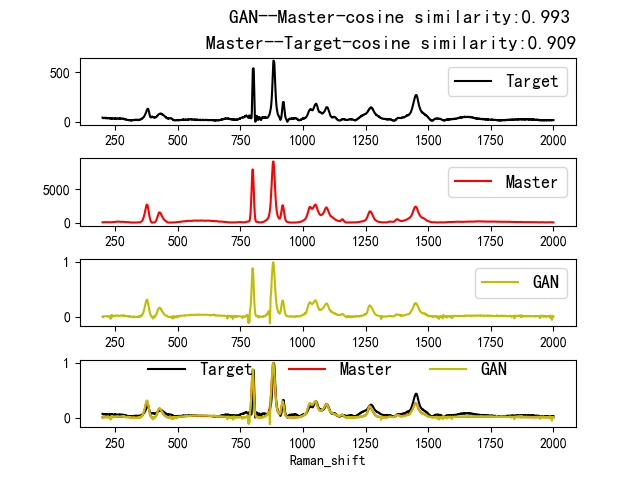 GAN--Master-cosine similarity:0.993
Master--Target-cosine similarity:0.909
500
0
Target
250 500 750 1000 1250 1500 1750 2000
5000
0
Master
250 500 750 1000 1250 1500 1750 2000
1
0
GAN
250 500 750 1000 1250 1500 1750 2000
1
0
Target Master GAN
250 500 750 1000 1250 1500 1750 2000
Raman_shift